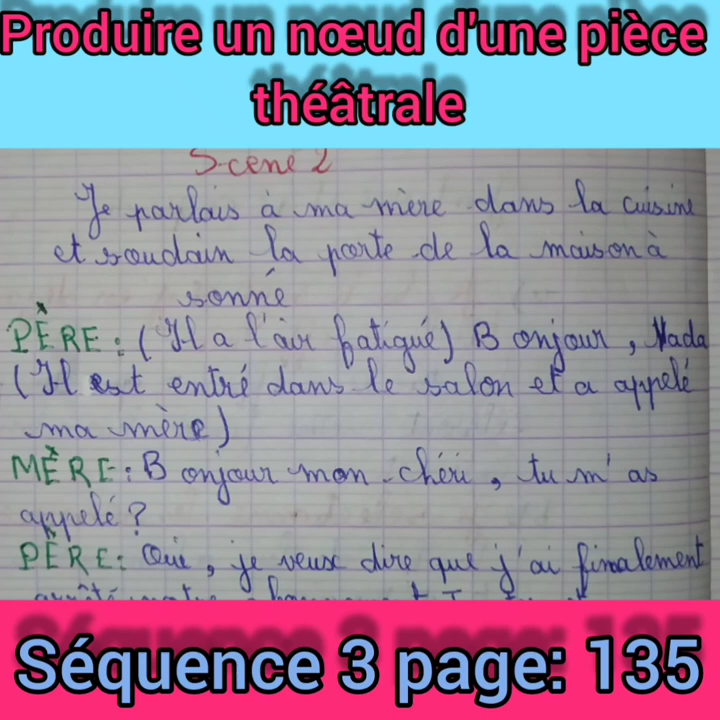 Produire un nœud d'une pièce
théâtrale
Scène 2
Je parlais à ma mère dans la cuisine
et soudain la porte de la maison à
sonné
PÈRE : (Il a l'air fatigué) Bonjour, Nada
(Il est entré dans le salon et a appelé
ma mère)
MÈRE : Bonjour mon chéri, tu m'as
appelé ?
PÈRE : Oui, je veux dire que j'ai finalement
Séquence 3 page: 135